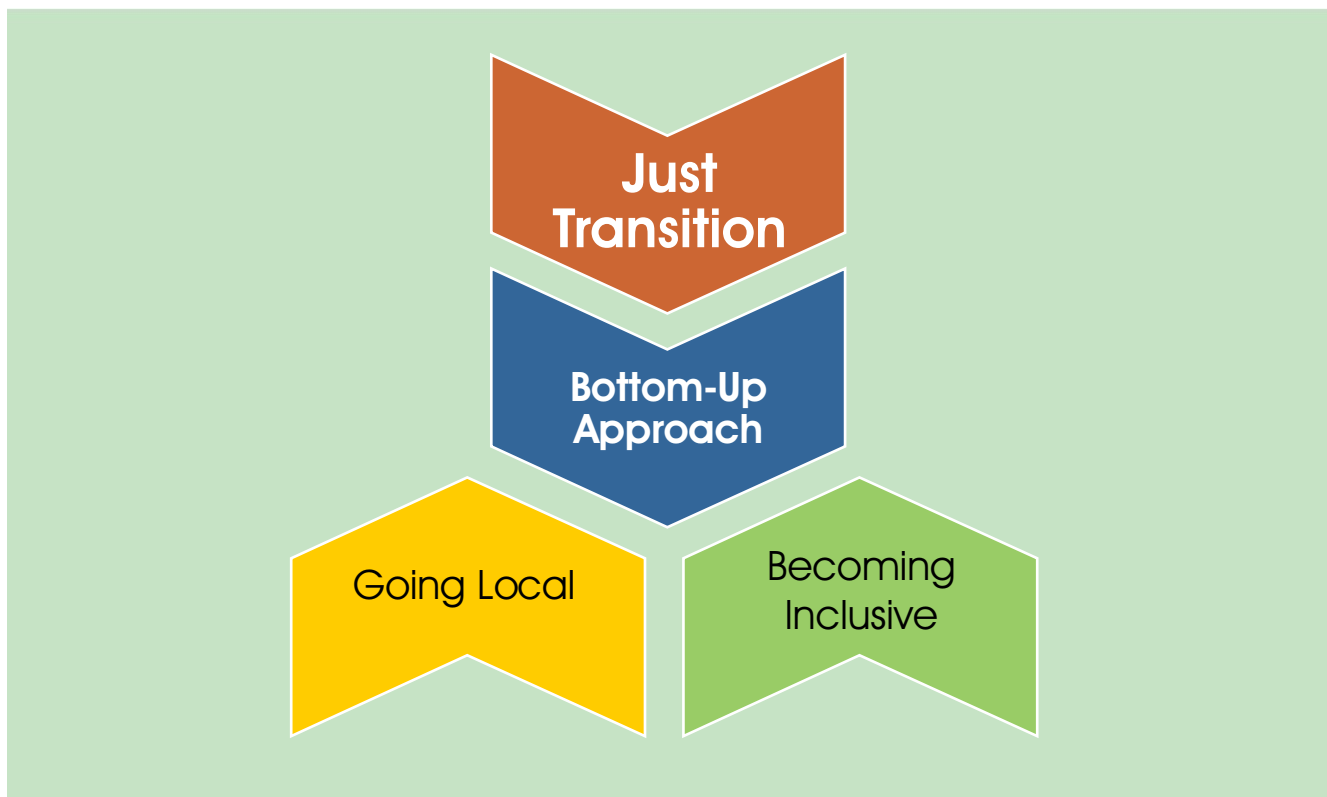 Just
Transition
Bottom-Up
Approach
Going Local
Becoming
Inclusive